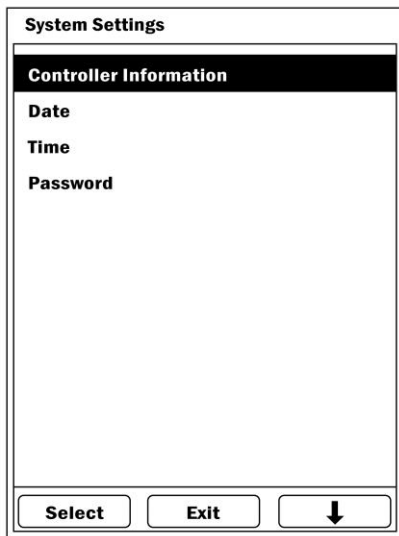 System Settings
Controller Information
Date
Time
Password
Select Exit